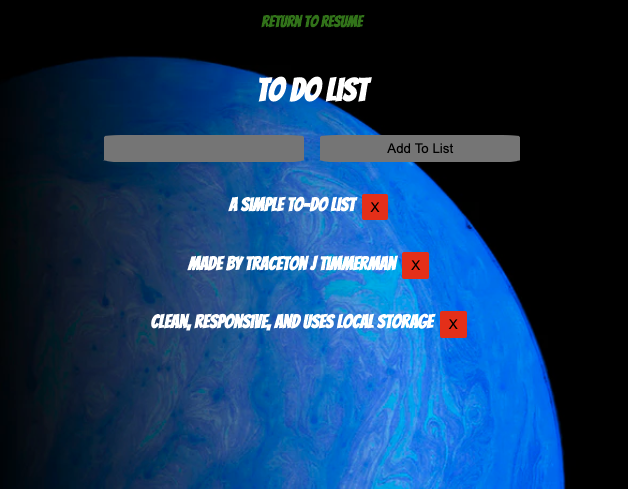 RETURN TO RESUME
TO DO LIST
Add To List
A SIMPLE TO-DO LIST X
MADE BY TRACETON J TIMMERMAN X
CLEAN, RESPONSIVE, AND USES LOCAL STORAGE X